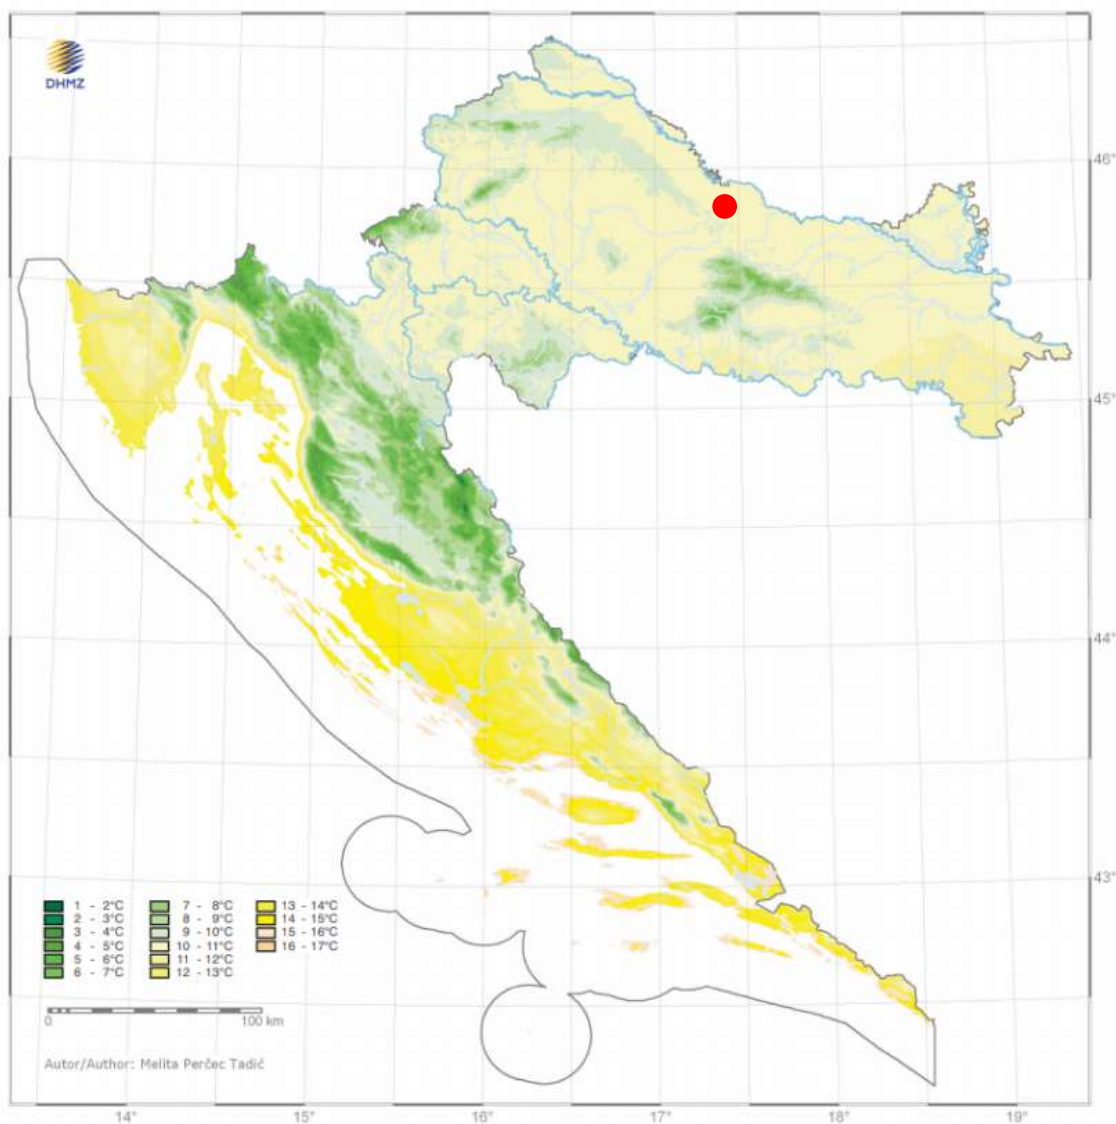 DHMZ
46°
45°
44°
43°
1 - 2°C
2 - 3°C
3 - 4°C
4 - 5°C
5 - 6°C
6 - 7°C
7 - 8°C
8 - 9°C
9 - 10°C
10 - 11°C
11 - 12°C
12 - 13°C
13 - 14°C
14 - 15°C
15 - 16°C
16 - 17°C
0 100 km
Autor/Author: Melita Perčec Tadić
14° 15° 16° 17° 18° 19°